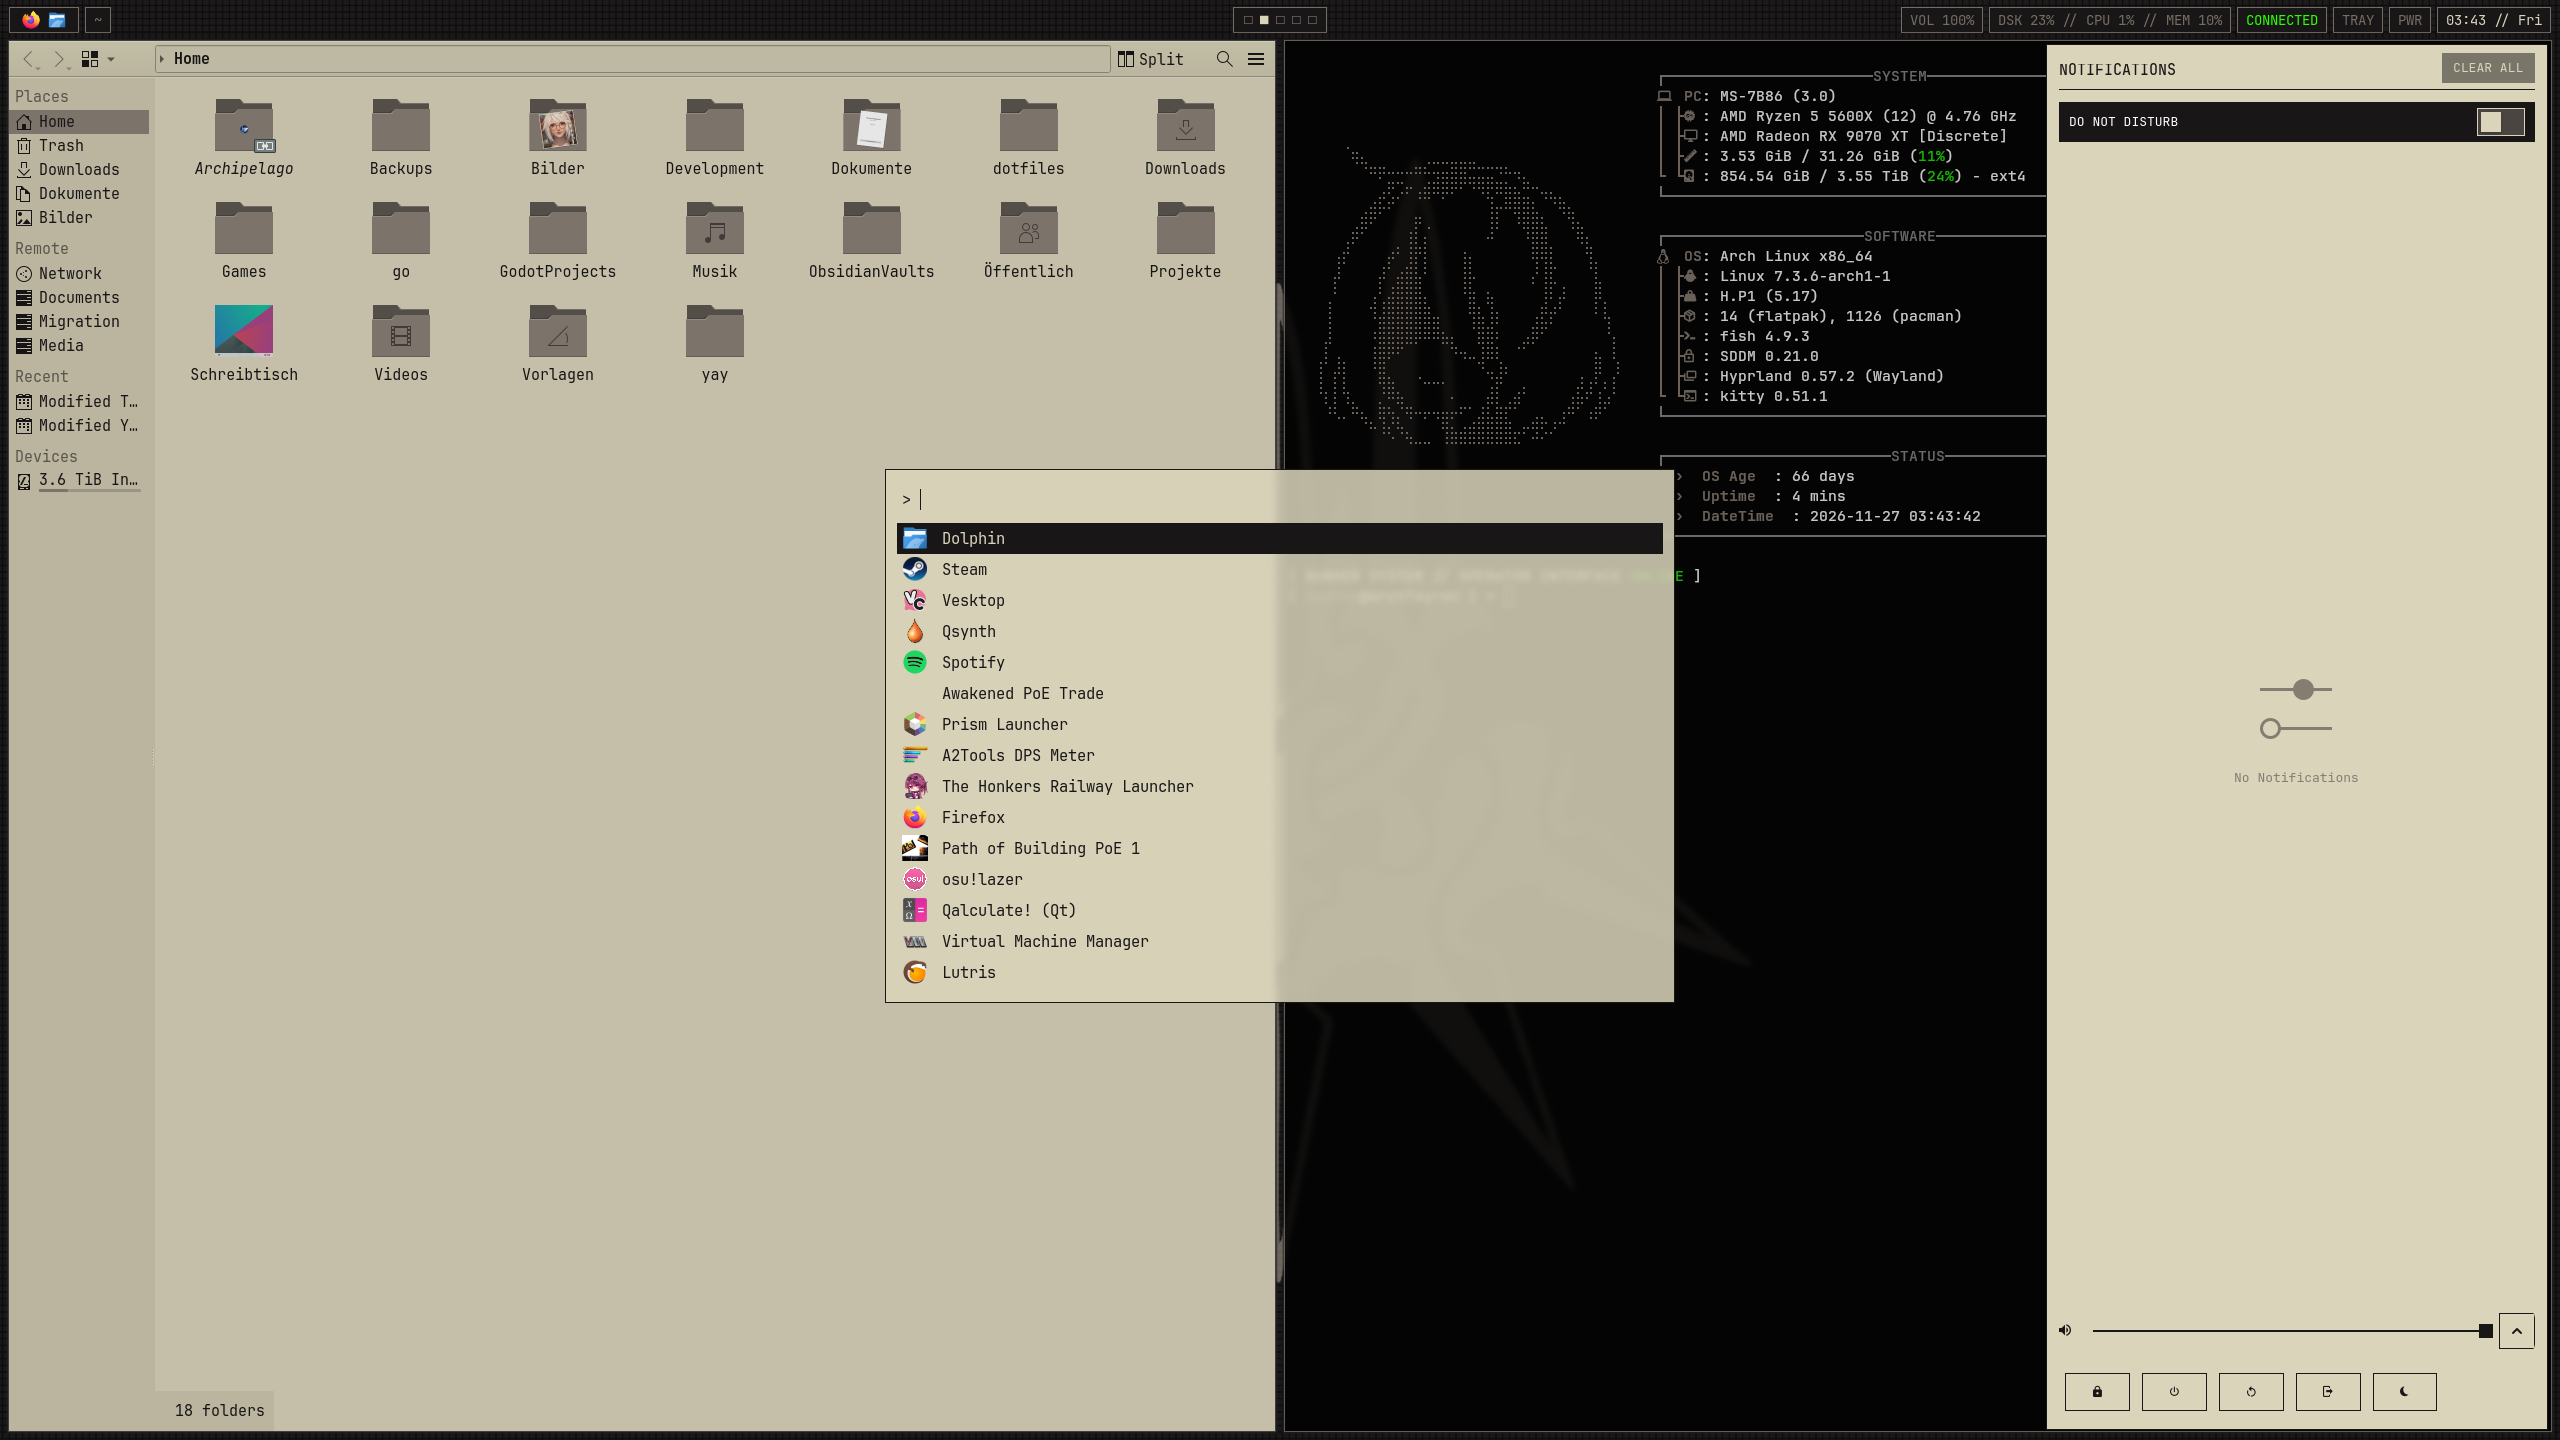 ~
VOL 100%
DSK 23% // CPU 1% // MEM 10%
CONNECTED
TRAY
PWR
03:43 // Fri
Home
Split
Places
Home
Trash
Downloads
Dokumente
Bilder
Remote
Network
Documents
Migration
Media
Recent
Modified T…
Modified Y…
Devices
3.6 TiB In…
Archipelago
Backups
Bilder
Development
Dokumente
dotfiles
Downloads
Games
go
GodotProjects
Musik
ObsidianVaults
Öffentlich
Projekte
Schreibtisch
Videos
Vorlagen
yay
18 folders
SYSTEM
PC: MS-7B86 (3.0)
: AMD Ryzen 5 5600X (12) @ 4.76 GHz
: AMD Radeon RX 9070 XT [Discrete]
: 3.53 GiB / 31.26 GiB (11%)
: 854.54 GiB / 3.55 TiB (24%) - ext4
SOFTWARE
OS: Arch Linux x86_64
: Linux 7.3.6-arch1-1
: H.P1 (5.17)
: 14 (flatpak), 1126 (pacman)
: fish 4.9.3
: SDDM 0.21.0
: Hyprland 0.57.2 (Wayland)
: kitty 0.51.1
STATUS
› OS Age : 66 days
› Uptime : 4 mins
› DateTime : 2026-11-27 03:43:42
E ]
>
Dolphin
Steam
Vesktop
Qsynth
Spotify
Awakened PoE Trade
Prism Launcher
A2Tools DPS Meter
The Honkers Railway Launcher
Firefox
Path of Building PoE 1
osu!lazer
Qalculate! (Qt)
Virtual Machine Manager
Lutris
NOTIFICATIONS
CLEAR ALL
DO NOT DISTURB
No Notifications